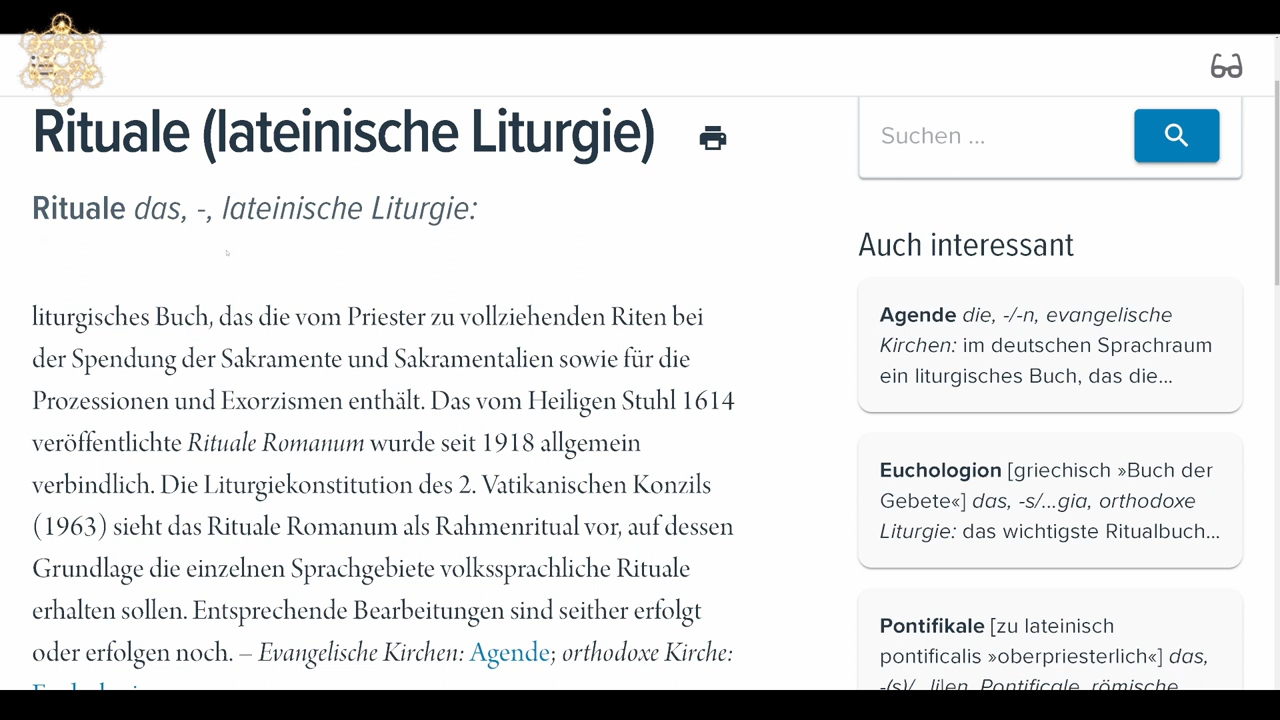 Rituale (lateinische Liturgie)
Rituale das, -, lateinische Liturgie:
liturgisches Buch, das die vom Priester zu vollziehenden Riten bei
der Spendung der Sakramente und Sakramentalien sowie für die
Prozessionen und Exorzismen enthält. Das vom Heiligen Stuhl 1614
veröffentlichte Rituale Romanum wurde seit 1918 allgemein
verbindlich. Die Liturgiekonstitution des 2. Vatikanischen Konzils
(1963) sieht das Rituale Romanum als Rahmenritual vor, auf dessen
Grundlage die einzelnen Sprachgebiete volkssprachliche Rituale
erhalten sollen. Entsprechende Bearbeitungen sind seither erfolgt
oder erfolgen noch. – Evangelische Kirchen: Agende; orthodoxe Kirche:
Suchen ...
Auch interessant
Agende die, -/-n, evangelische
Kirchen: im deutschen Sprachraum
ein liturgisches Buch, das die...
Euchologion [griechisch »Buch der
Gebete«] das, -s/...gia, orthodoxe
Liturgie: das wichtigste Ritualbuch...
Pontifikale [zu lateinisch
pontificalis »oberpriesterlich«] das,
-(s)/...li|en, Pontificale, römische